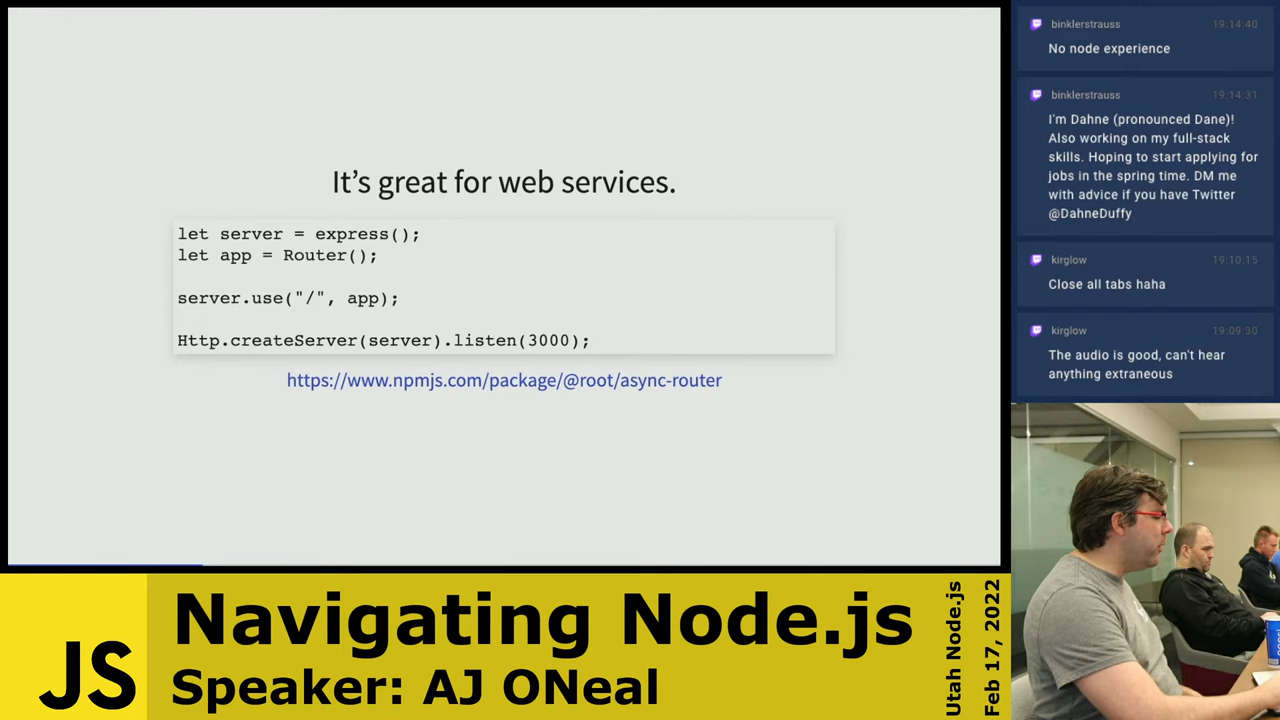 It's great for web services.
let server = express();
let app = Router();
server.use("/", app);
Http.createServer(server).listen(3000);
https://www.npmjs.com/package/@root/async-router
binklerstrauss 19:14:40
No node experience
binklerstrauss 19:14:31
I'm Dahne (pronounced Dane)!
Also working on my full-stack
skills. Hoping to start applying for
jobs in the spring time. DM me
with advice if you have Twitter
@DahneDuffy
kirglow 19:10:15
Close all tabs haha
kirglow 19:09:30
The audio is good, can't hear
anything extraneous
JS
Navigating Node.js
Speaker: AJ ONeal
Utah Node.js
Feb 17, 2022